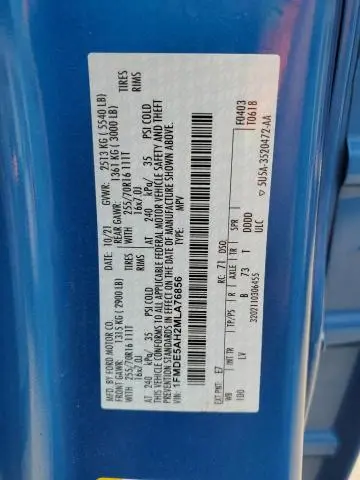 MFD. BY FORD MOTOR CO.
DATE: 10/21 GVWR: 2513 KG ( 5540 LB)
FRONT GAWR: 1315 KG ( 2900 LB) REAR GAWR: 1361 KG ( 3000 LB)
WITH 255/70R16 111T TIRES WITH 255/70R16 111T TIRES
16x7.0J RIMS 16x7.0J RIMS
AT 240 kPa/ 35 PSI COLD AT 240 kPa/ 35 PSI COLD
THIS VEHICLE CONFORMS TO ALL APPLICABLE FEDERAL MOTOR VEHICLE SAFETY AND THEFT
PREVENTION STANDARDS IN EFFECT ON THE DATE OF MANUFACTURE SHOWN ABOVE.
VIN: 1FMDE5AH2MLA76856
TYPE: MPV
F0403
T0618
EXT PNT: E7 RC: 71 DSO:
WB INT TR TP/PS R AXLE TR SPR
100 LV B 73 T DDDD
ULC
3202110306455
5U5A-3520472-AA